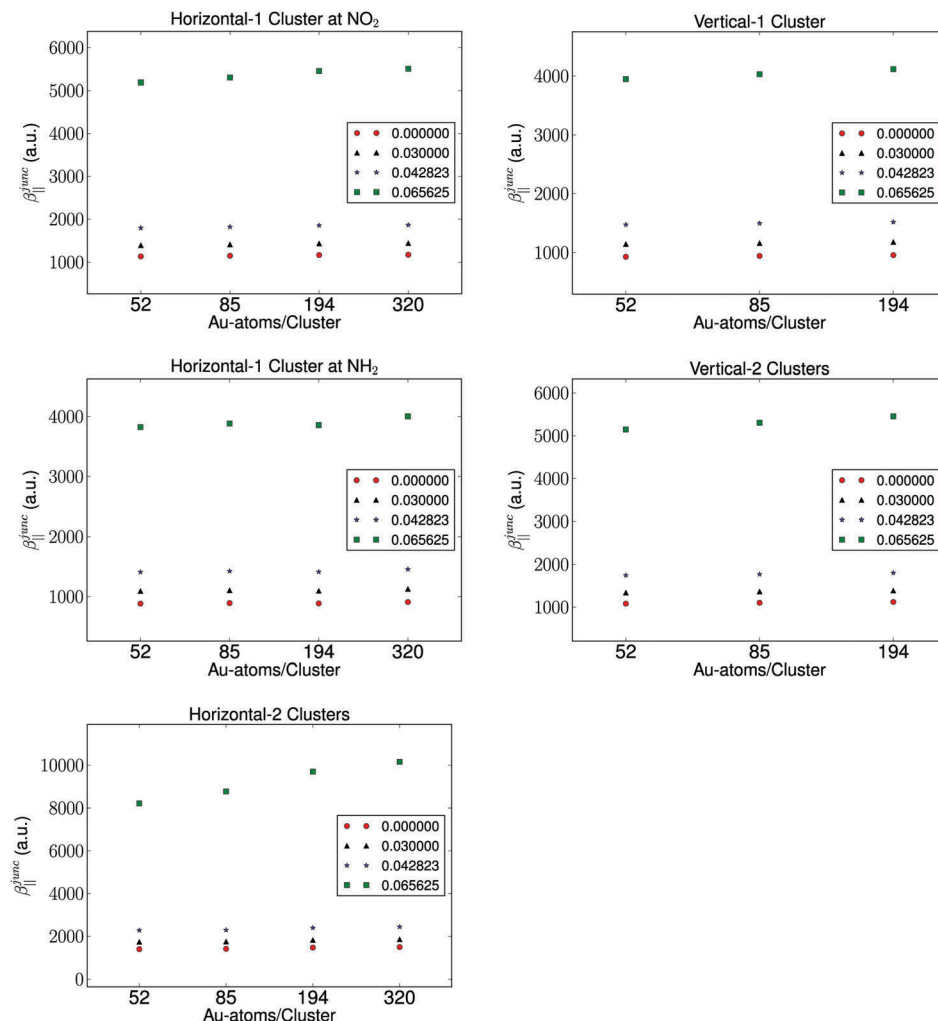 Horizontal-1 Cluster at NO₂
6000
5000
4000
3000
2000
1000
β||^junc (a.u.)
0.000000
0.030000
0.042823
0.065625
52 85 194 320
Au-atoms/Cluster
Vertical-1 Cluster
4000
3000
2000
1000
β||^junc (a.u.)
0.000000
0.030000
0.042823
0.065625
52 85 194
Au-atoms/Cluster
Horizontal-1 Cluster at NH₂
4000
3000
2000
1000
β||^junc (a.u.)
0.000000
0.030000
0.042823
0.065625
52 85 194 320
Au-atoms/Cluster
Vertical-2 Clusters
6000
5000
4000
3000
2000
1000
β||^junc (a.u.)
0.000000
0.030000
0.042823
0.065625
52 85 194
Au-atoms/Cluster
Horizontal-2 Clusters
10000
8000
6000
4000
2000
0
β||^junc (a.u.)
0.000000
0.030000
0.042823
0.065625
52 85 194 320
Au-atoms/Cluster